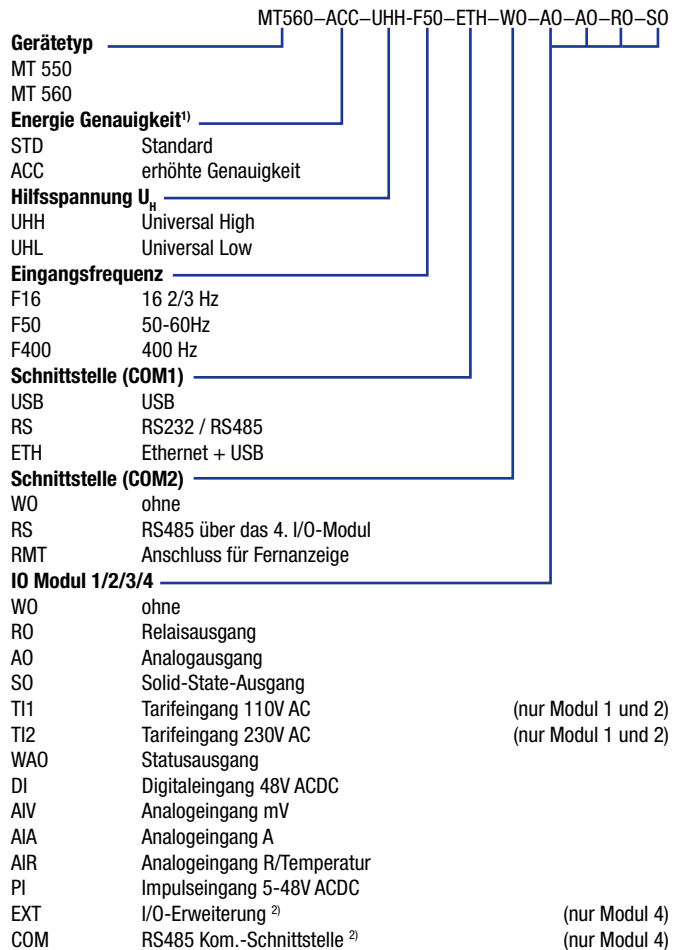 MT560–ACC–UHH-F50–ETH–WO–AO–AO–RO–SO
Gerätetyp
MT 550
MT 560
Energie Genauigkeit1)
STD Standard
ACC erhöhte Genauigkeit
Hilfsspannung UH
UHH Universal High
UHL Universal Low
Eingangsfrequenz
F16 16 2/3 Hz
F50 50-60Hz
F400 400 Hz
Schnittstelle (COM1)
USB USB
RS RS232 / RS485
ETH Ethernet + USB
Schnittstelle (COM2)
WO ohne
RS RS485 über das 4. I/O-Modul
RMT Anschluss für Fernanzeige
IO Modul 1/2/3/4
WO ohne
RO Relaisausgang
AO Analogausgang
SO Solid-State-Ausgang
TI1 Tarifeingang 110V AC (nur Modul 1 und 2)
TI2 Tarifeingang 230V AC (nur Modul 1 und 2)
WAO Statusausgang
DI Digitaleingang 48V ACDC
AIV Analogeingang mV
AIA Analogeingang A
AIR Analogeingang R/Temperatur
PI Impulseingang 5-48V ACDC
EXT I/O-Erweiterung 2) (nur Modul 4)
COM RS485 Kom.-Schnittstelle 2) (nur Modul 4)